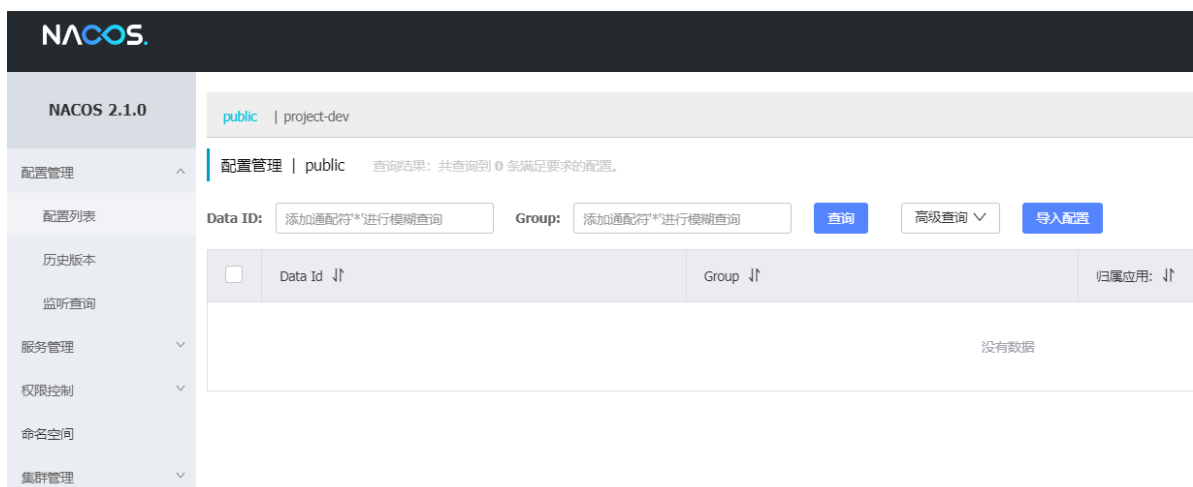 NACOS.
NACOS 2.1.0
public | project-dev
配置管理
配置管理 | public 查询结果：共查询到 0 条满足要求的配置。
配置列表
Data ID: 添加通配符'*'进行模糊查询 Group: 添加通配符'*'进行模糊查询 查询 高级查询 导入配置
历史版本
Data Id Group 归属应用:
监听查询
服务管理
没有数据
权限控制
命名空间
集群管理